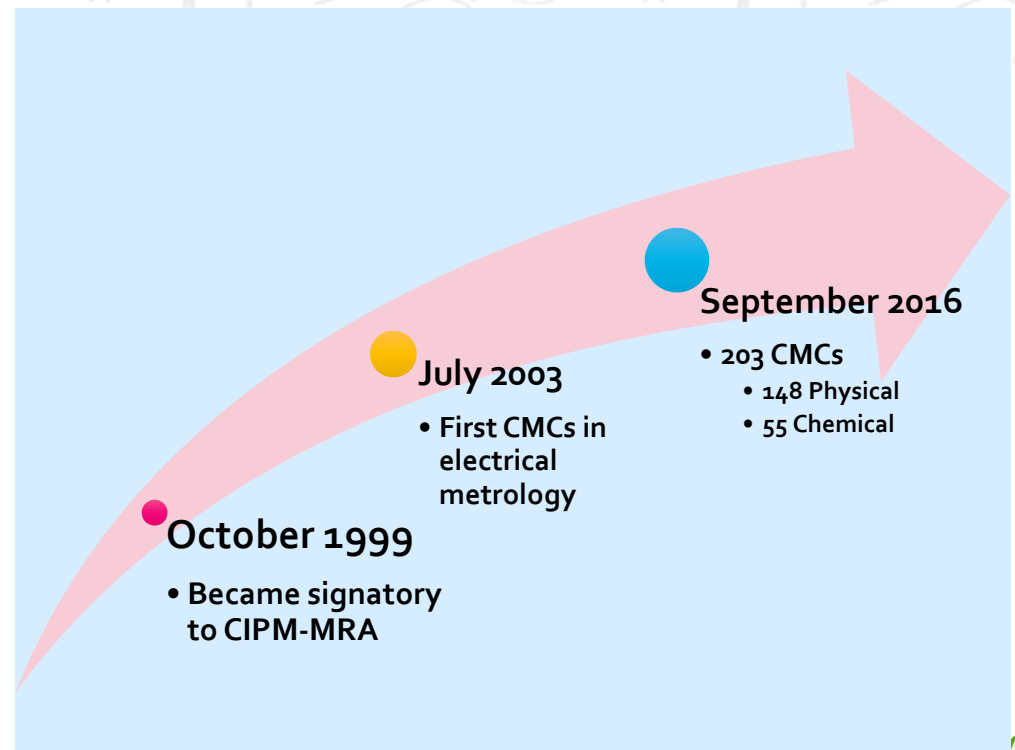 October 1999
• Became signatory
to CIPM-MRA
July 2003
• First CMCs in
electrical
metrology
September 2016
• 203 CMCs
• 148 Physical
• 55 Chemical